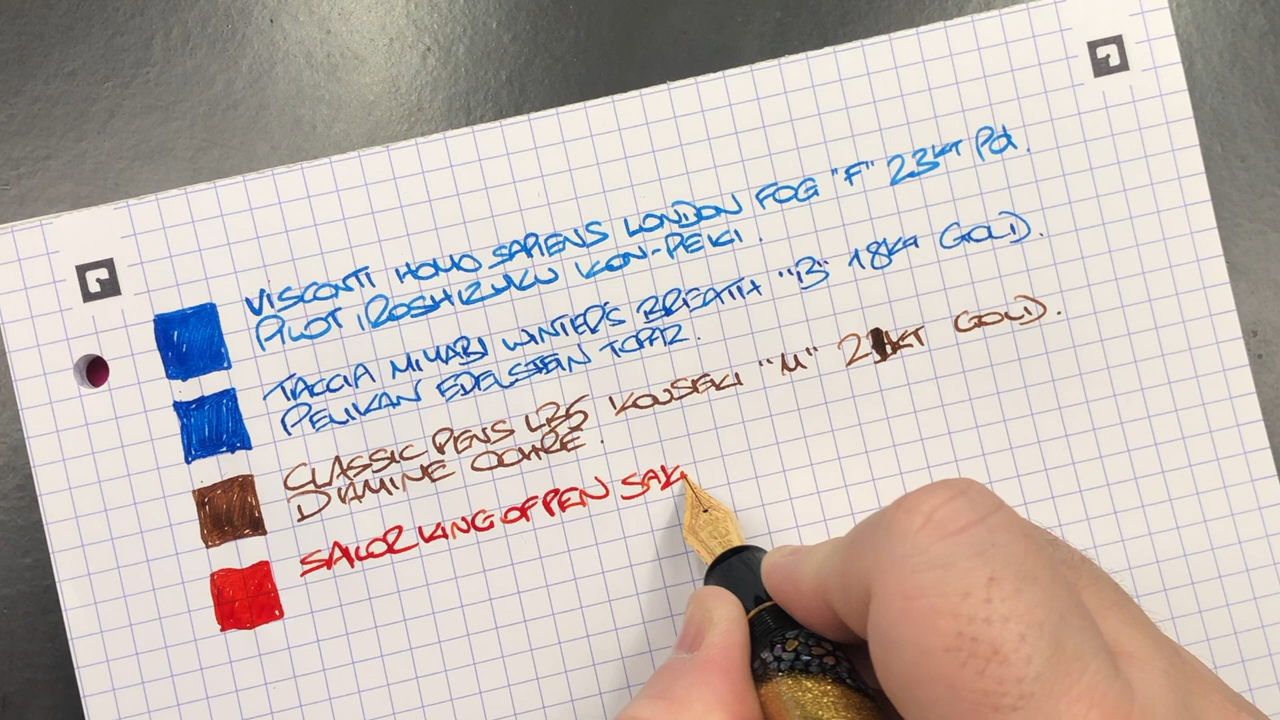 VISCONTI HOMO SAPIENS LONDON FOG "F" 23KT Pd.
PILOT IROSHIZUKU KON-PEKI.
TACCIA MIYABI WINTER'S BREATH "B" 18KT GOLD.
PELIKAN EDELSTEIN TOPAZ.
CLASSIC PENS LB5 KOUSEKI "M" 21KT GOLD.
DIAMINE OCHRE.
SAILOR KING OF PEN SAK